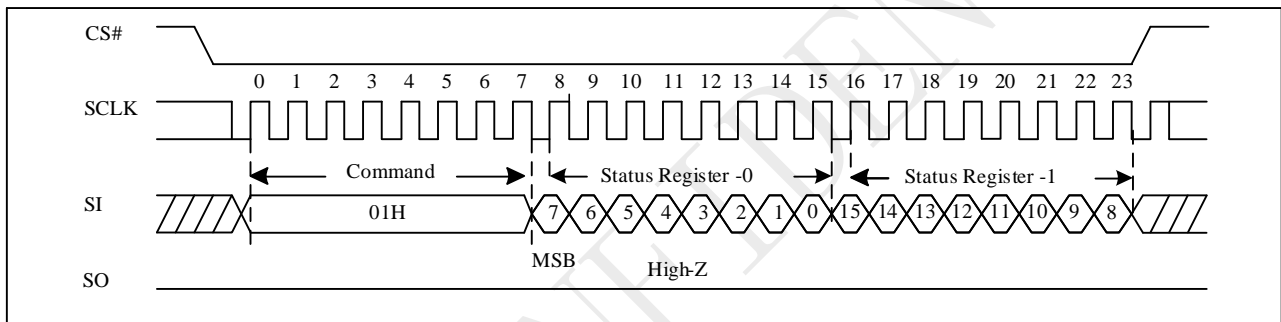 CS#
0 1 2 3 4 5 6 7 8 9 10 11 12 13 14 15 16 17 18 19 20 21 22 23
SCLK
Command Status Register -0 Status Register -1
SI
01H 7 6 5 4 3 2 1 0 15 14 13 12 11 10 9 8
MSB High-Z
SO